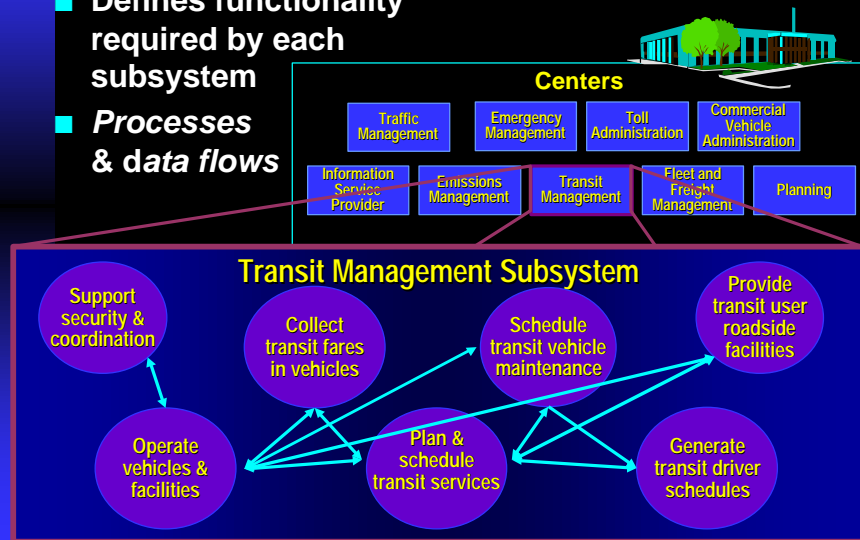 Defines functionality
required by each
subsystem
Processes
& data flows
Centers
Traffic
Management
Emergency
Management
Toll
Administration
Commercial
Vehicle
Administration
Information
Service
Provider
Emissions
Management
Transit
Management
Fleet and
Freight
Management
Planning
Transit Management Subsystem
Support
security &
coordination
Collect
transit fares
in vehicles
Schedule
transit vehicle
maintenance
Provide
transit user
roadside
facilities
Operate
vehicles &
facilities
Plan &
schedule
transit services
Generate
transit driver
schedules